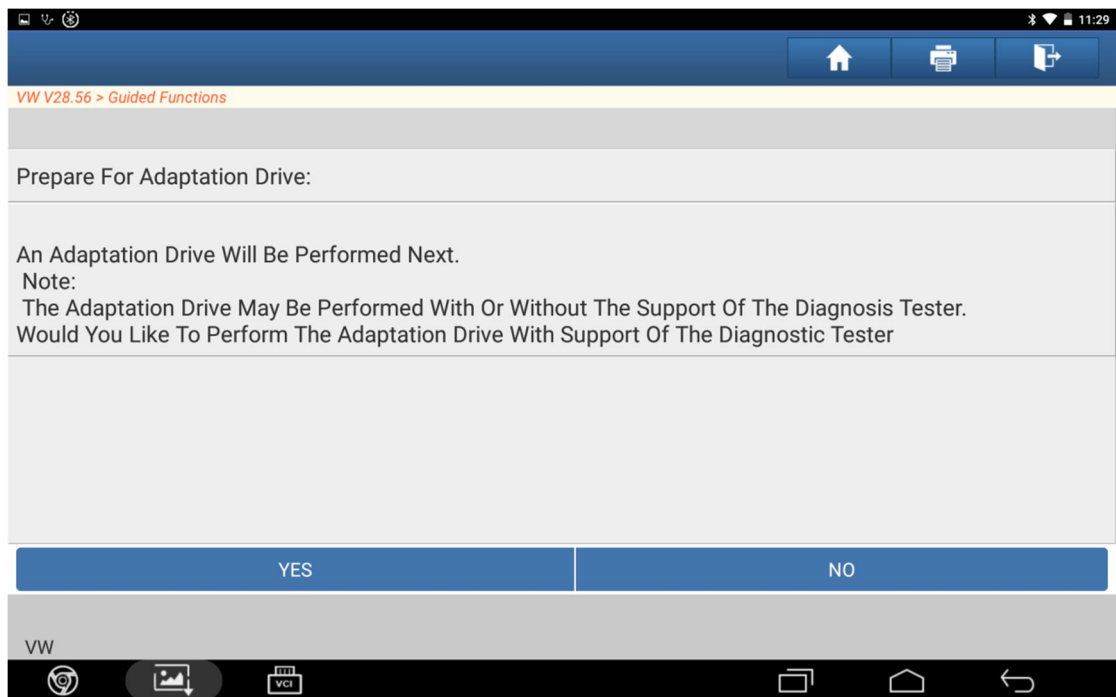 11:29
VW V28.56 > Guided Functions
Prepare For Adaptation Drive:
An Adaptation Drive Will Be Performed Next.
Note:
The Adaptation Drive May Be Performed With Or Without The Support Of The Diagnosis Tester.
Would You Like To Perform The Adaptation Drive With Support Of The Diagnostic Tester
YES
NO
VW
VCI